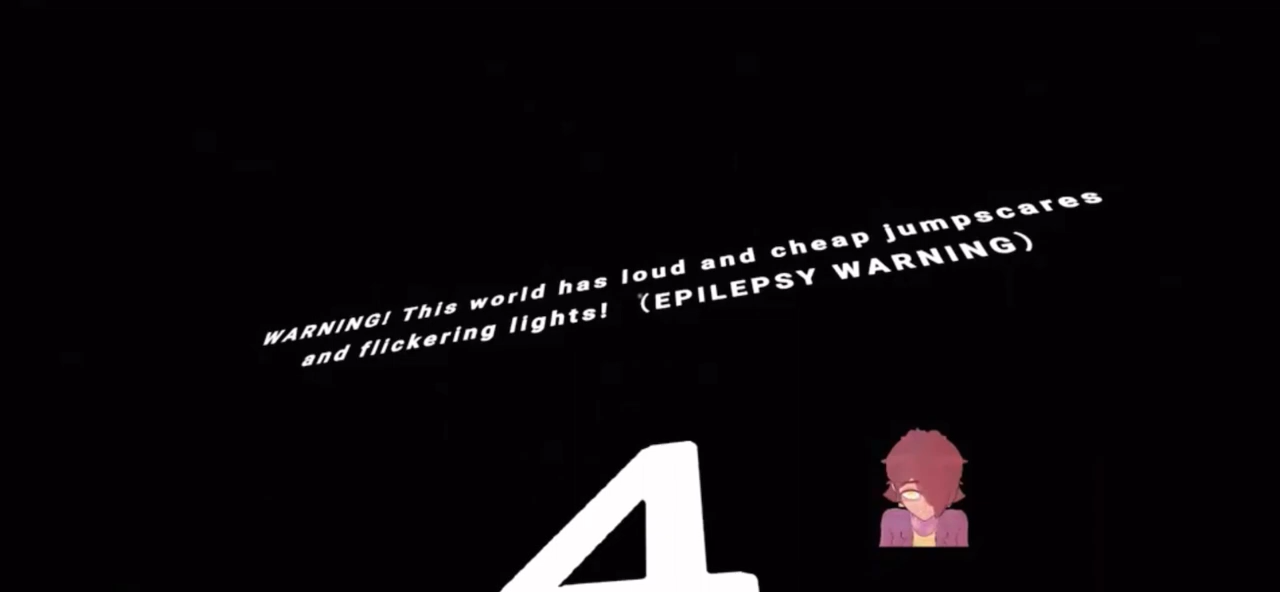 WARNING! This world has loud and cheap jumpscares
and flickering lights! (EPILEPSY WARNING)
4